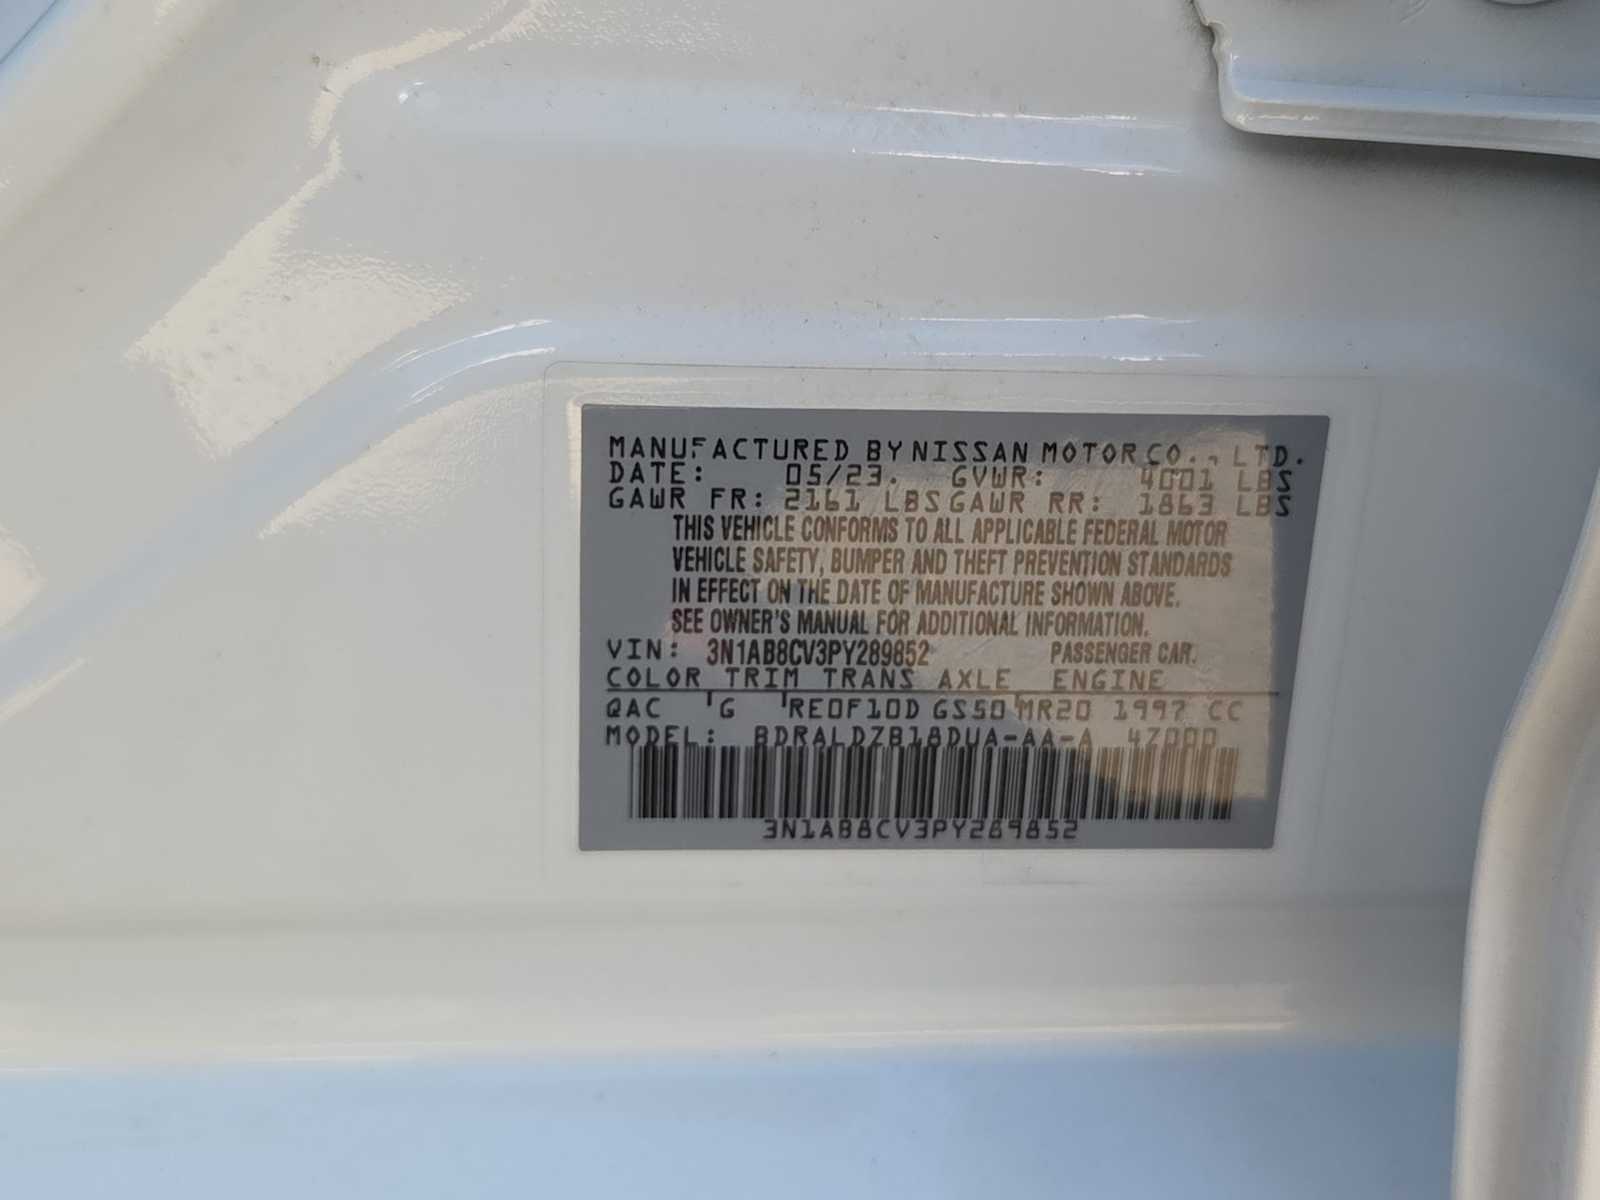 MANUFACTURED BY NISSAN MOTOR CO., LTD.
DATE: 05/23. GVWR: 4001 LBS
GAWR FR: 2161 LBS GAWR RR: 1863 LBS
THIS VEHICLE CONFORMS TO ALL APPLICABLE FEDERAL MOTOR
VEHICLE SAFETY, BUMPER AND THEFT PREVENTION STANDARDS
IN EFFECT ON THE DATE OF MANUFACTURE SHOWN ABOVE.
SEE OWNER'S MANUAL FOR ADDITIONAL INFORMATION.
VIN: 3N1AB8CV3PY289852 PASSENGER CAR.
COLOR TRIM TRANS AXLE ENGINE
QAC G RE0F10D GS50 MR20 1997 CC
MODEL: BDRALDZB18DUA-AA-A
3N1AB8CV3PY289852